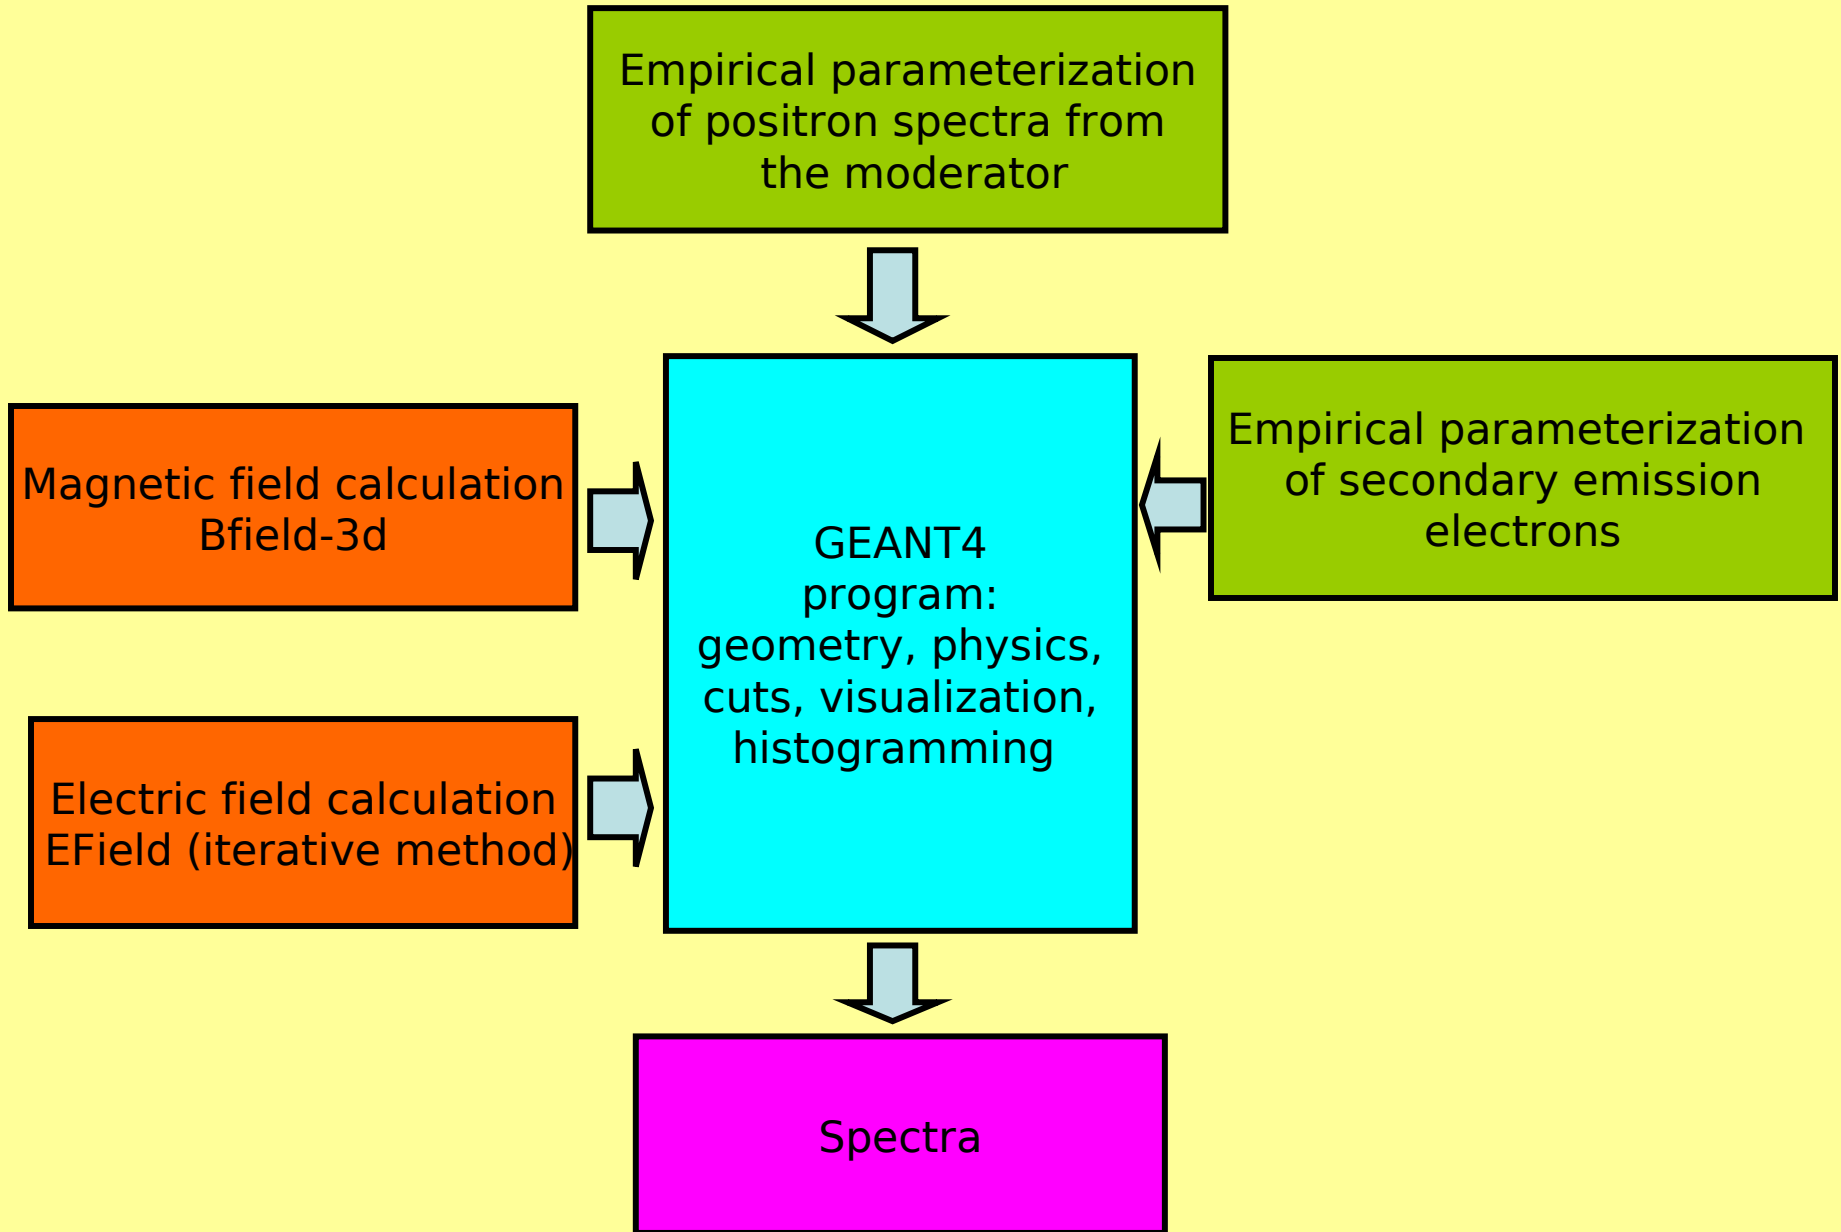 Empirical parameterization
of positron spectra from
the moderator
Magnetic field calculation
Bfield-3d
Empirical parameterization
of secondary emission
electrons
GEANT4
program:
geometry, physics,
cuts, visualization,
histogramming
Electric field calculation
EField (iterative method)
Spectra